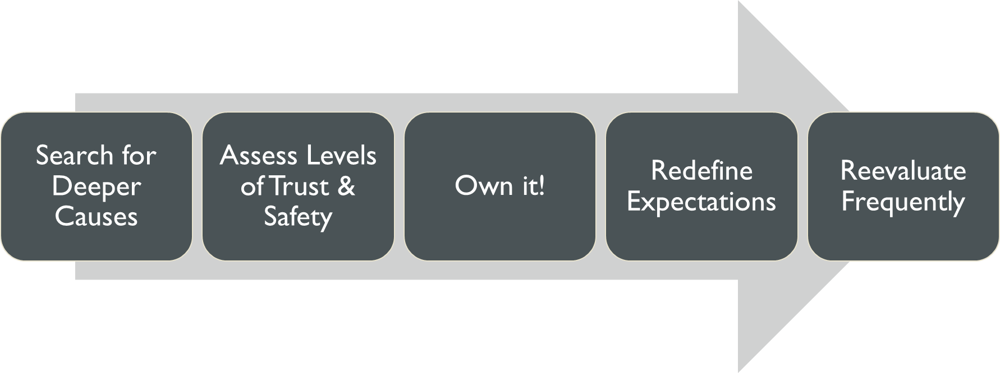 Search for
Deeper
Causes
Assess Levels
of Trust &
Safety
Own it!
Redefine
Expectations
Reevaluate
Frequently